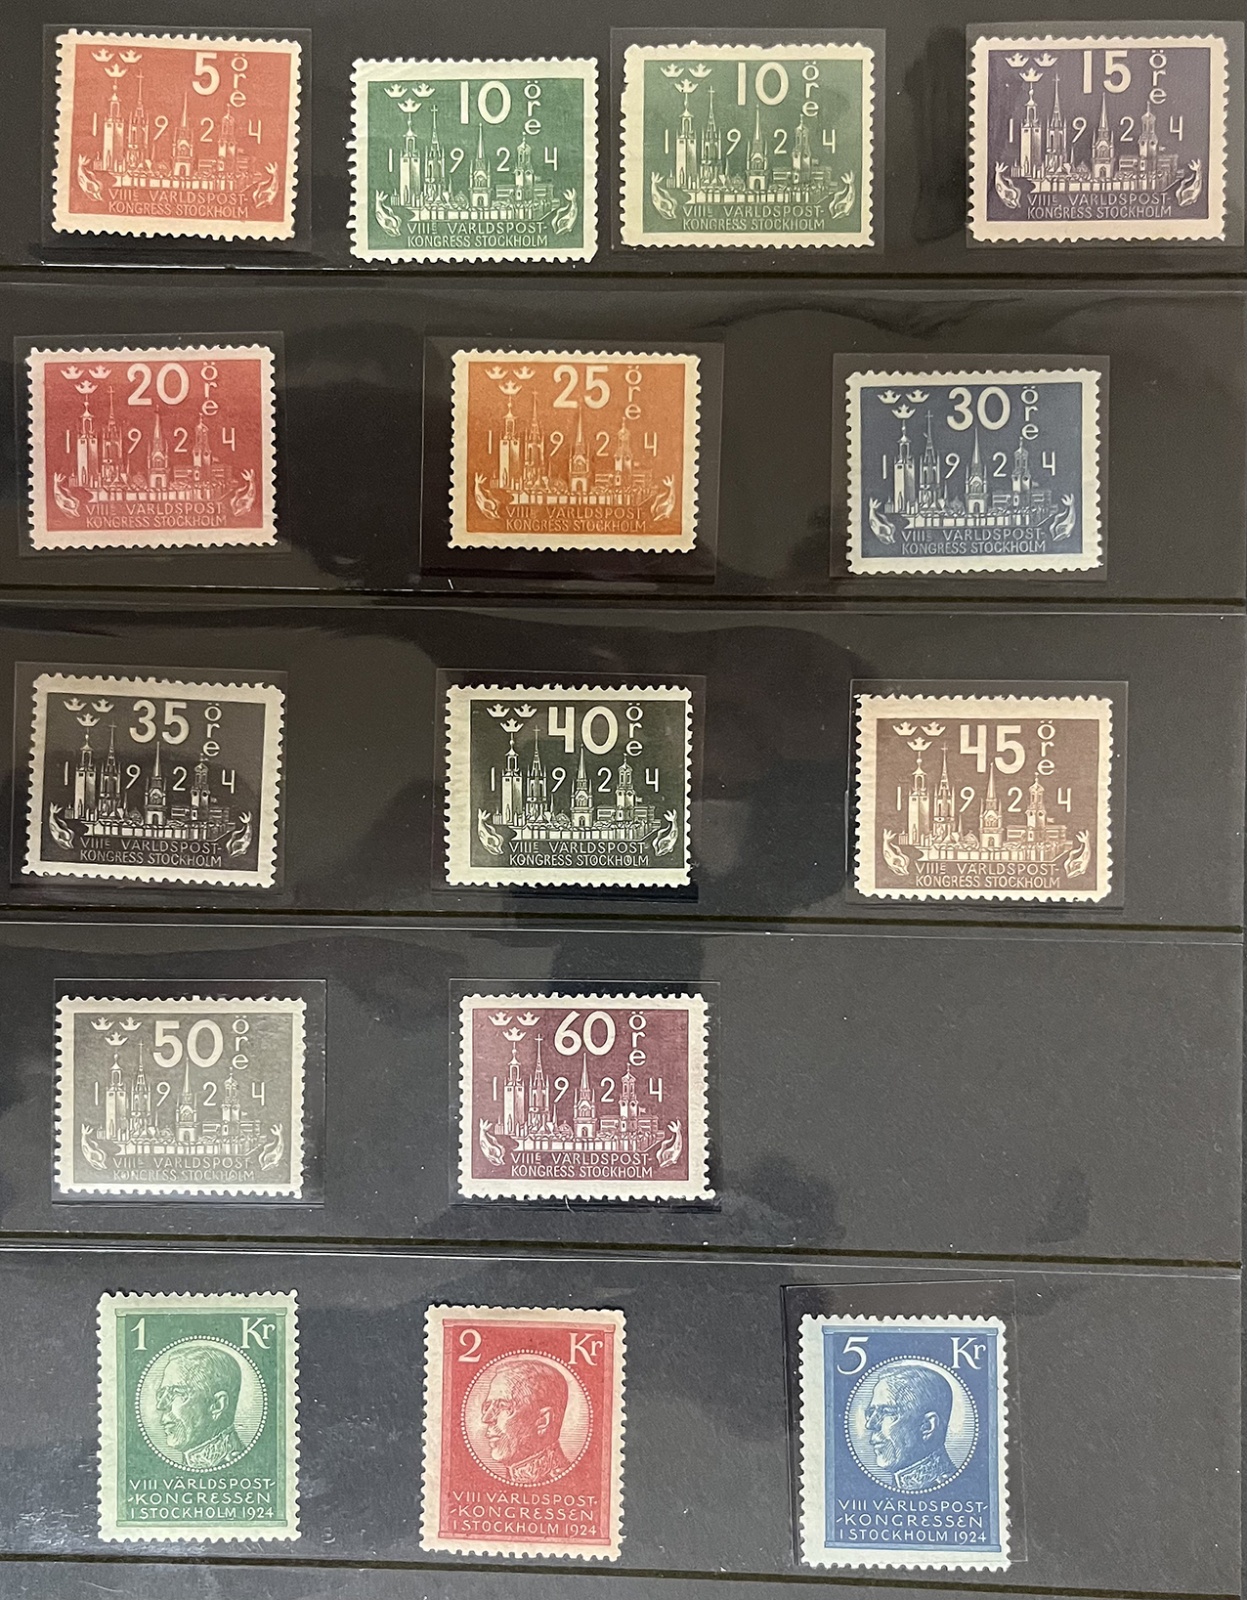 5 öre
1924
VIIIE VÄRLDSPOST-
KONGRESS STOCKHOLM
10 öre
1924
VIIIE VÄRLDSPOST-
KONGRESS STOCKHOLM
10 öre
1924
VIIIE VÄRLDSPOST-
KONGRESS STOCKHOLM
15 öre
1924
VIIIE VÄRLDSPOST-
KONGRESS STOCKHOLM
20 öre
1924
VIIIE VÄRLDSPOST-
KONGRESS STOCKHOLM
25 öre
1924
VIIIE VÄRLDSPOST-
KONGRESS STOCKHOLM
30 öre
1924
VIIIE VÄRLDSPOST-
KONGRESS STOCKHOLM
35 öre
1924
VIIIE VÄRLDSPOST-
KONGRESS STOCKHOLM
40 öre
1924
VIIIE VÄRLDSPOST-
KONGRESS STOCKHOLM
45 öre
1924
VIIIE VÄRLDSPOST-
KONGRESS STOCKHOLM
50 öre
1924
VIIIE VÄRLDSPOST-
KONGRESS STOCKHOLM
60 öre
1924
VIIIE VÄRLDSPOST-
KONGRESS STOCKHOLM
1 Kr
VIII VÄRLDSPOST-
-KONGRESSEN
I STOCKHOLM 1924
2 Kr
VIII VÄRLDSPOST-
-KONGRESSEN
I STOCKHOLM 1924
5 Kr
VIII VÄRLDSPOST-
-KONGRESSEN
I STOCKHOLM 1924